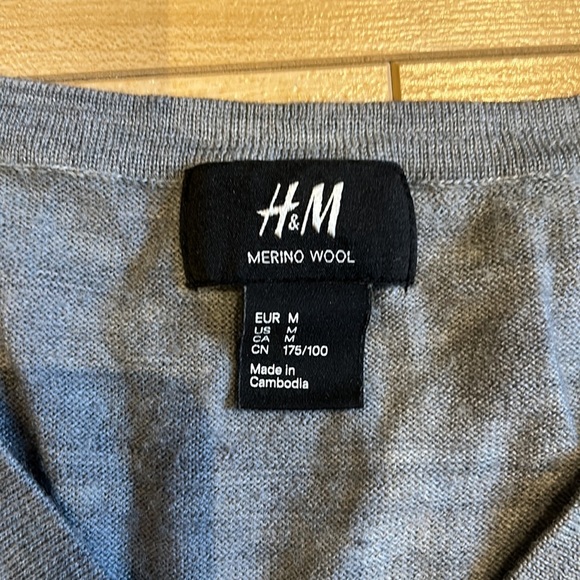 H&M
MERINO WOOL
EUR M
US M
CA M
CN 175/100
Made in
Cambodia